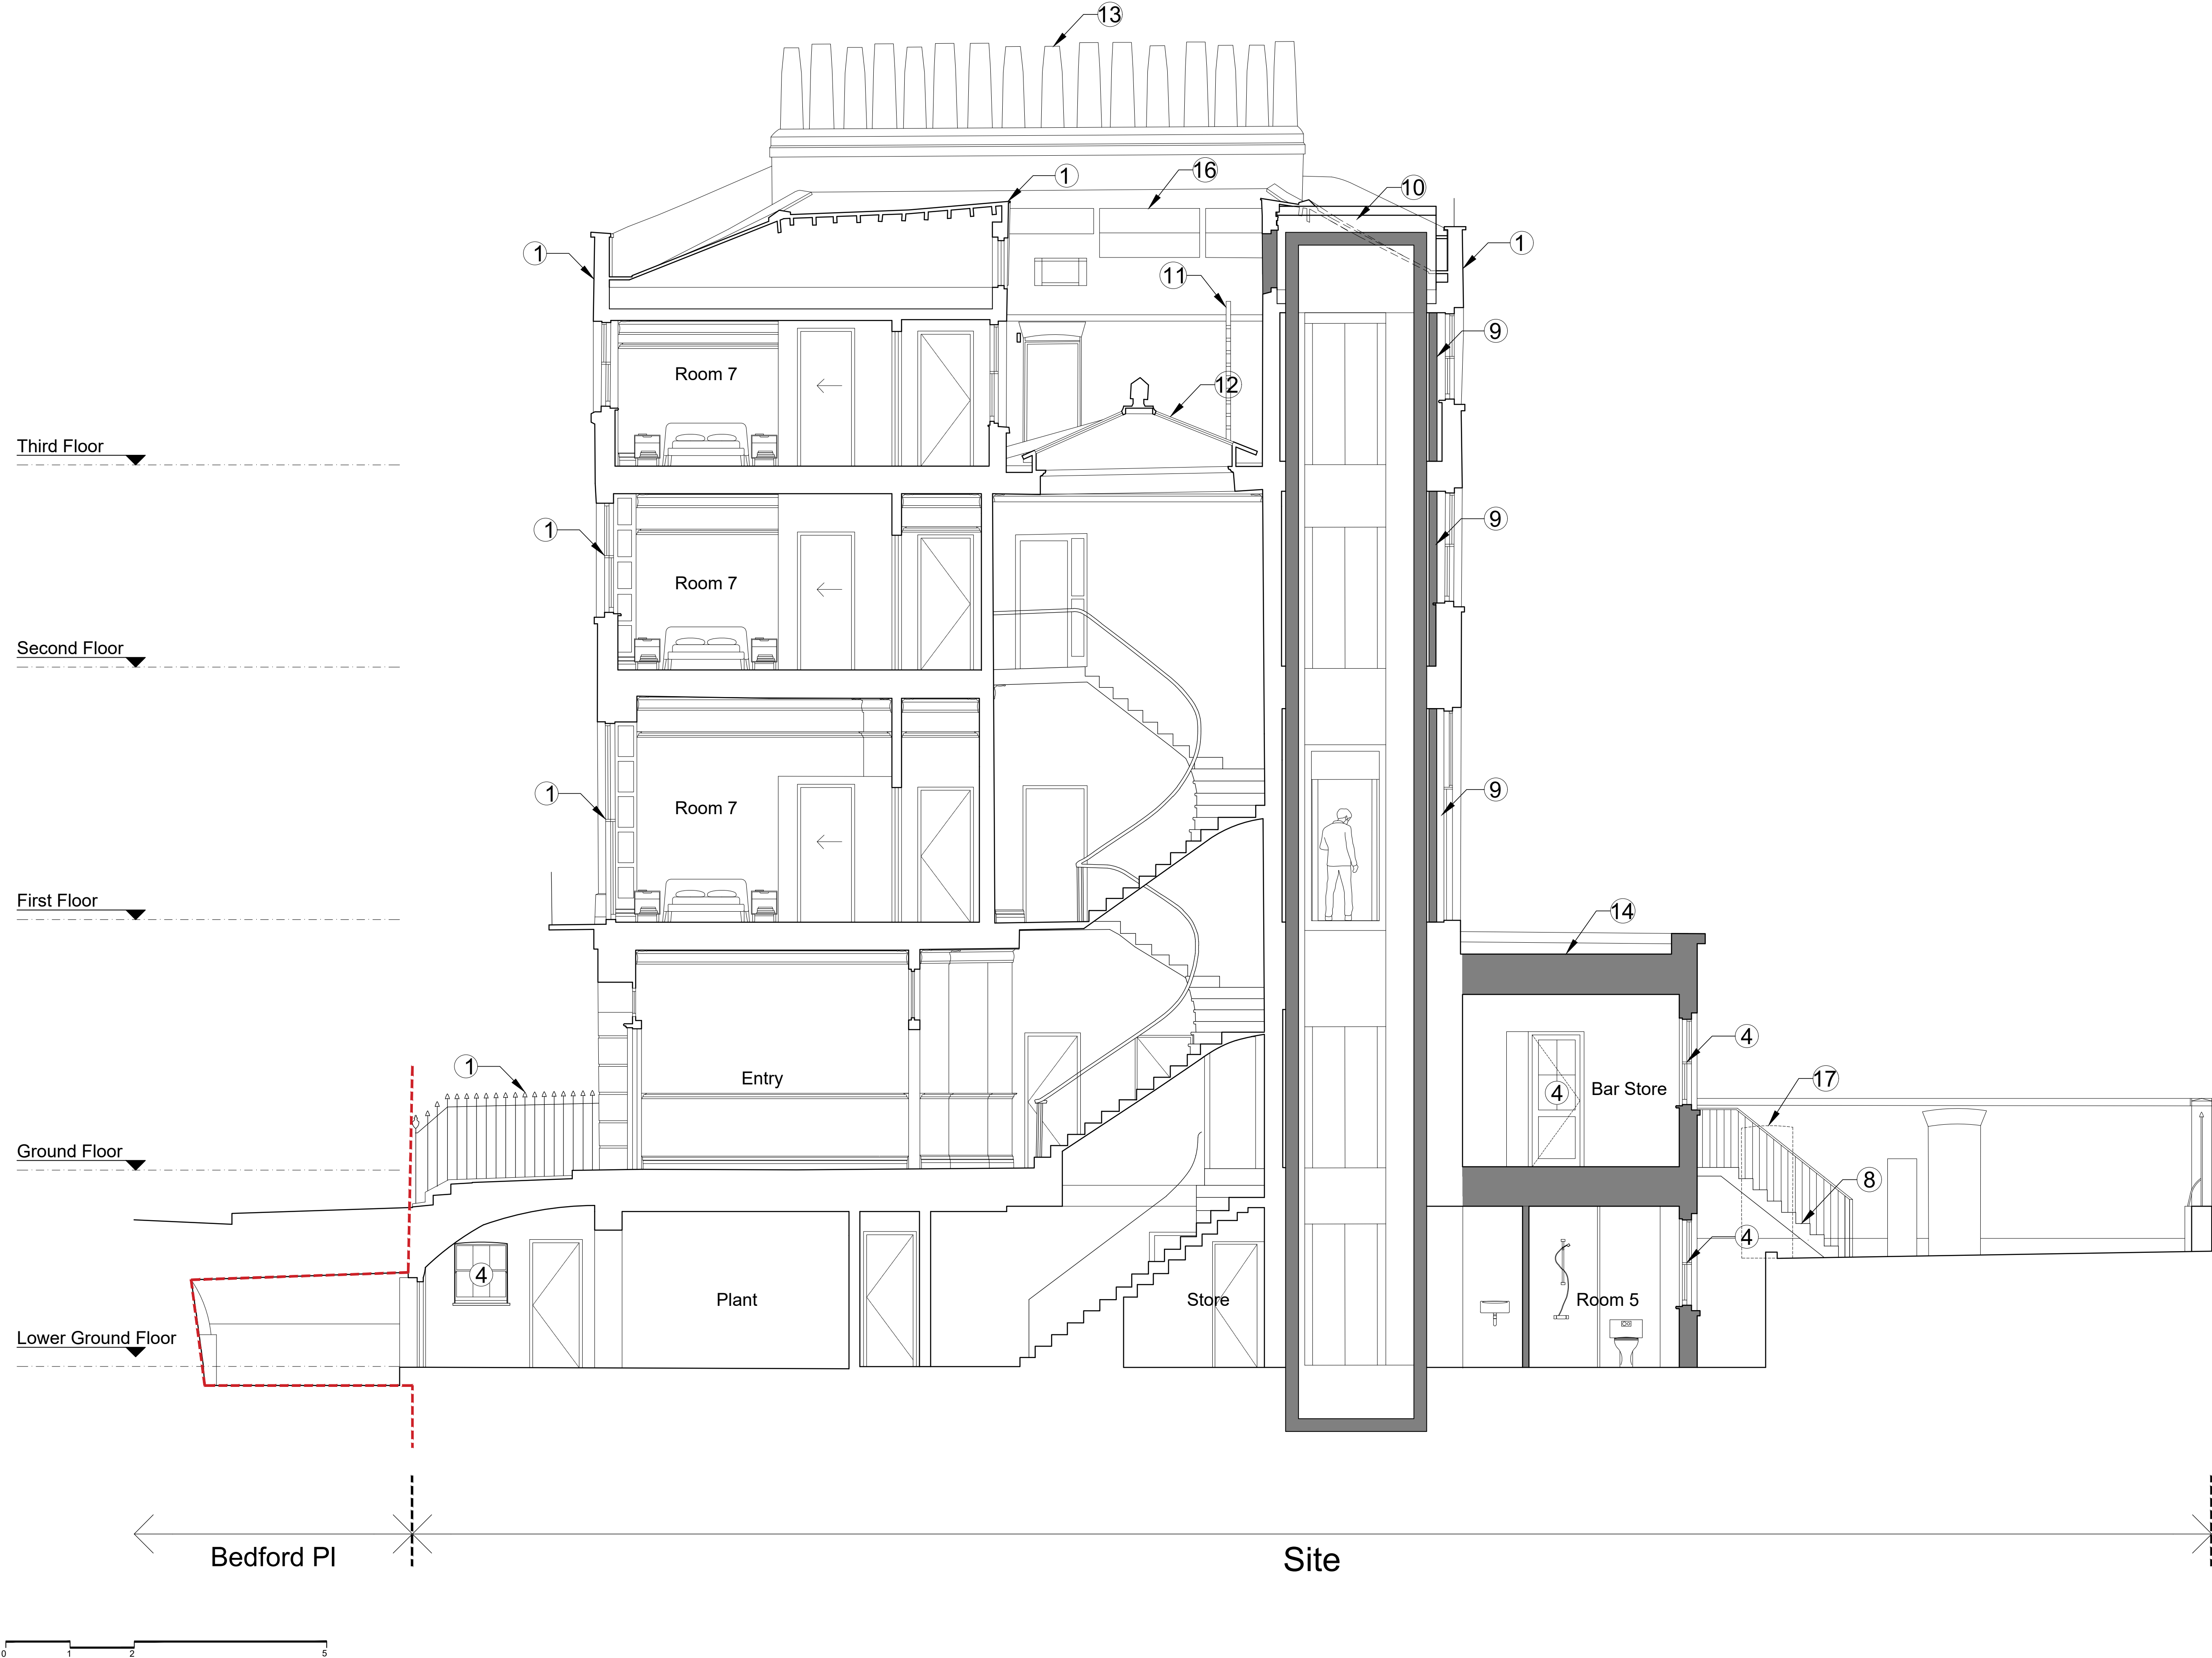 13
1
16
10
1
1
11
9
Room 7
12
Third Floor
9
1
Room 7
Second Floor
1
9
Room 7
First Floor
14
4
1
Entry
17
4
Bar Store
Ground Floor
8
4
4
Plant
Store
Room 5
Lower Ground Floor
Bedford Pl
Site
0 1 2 5